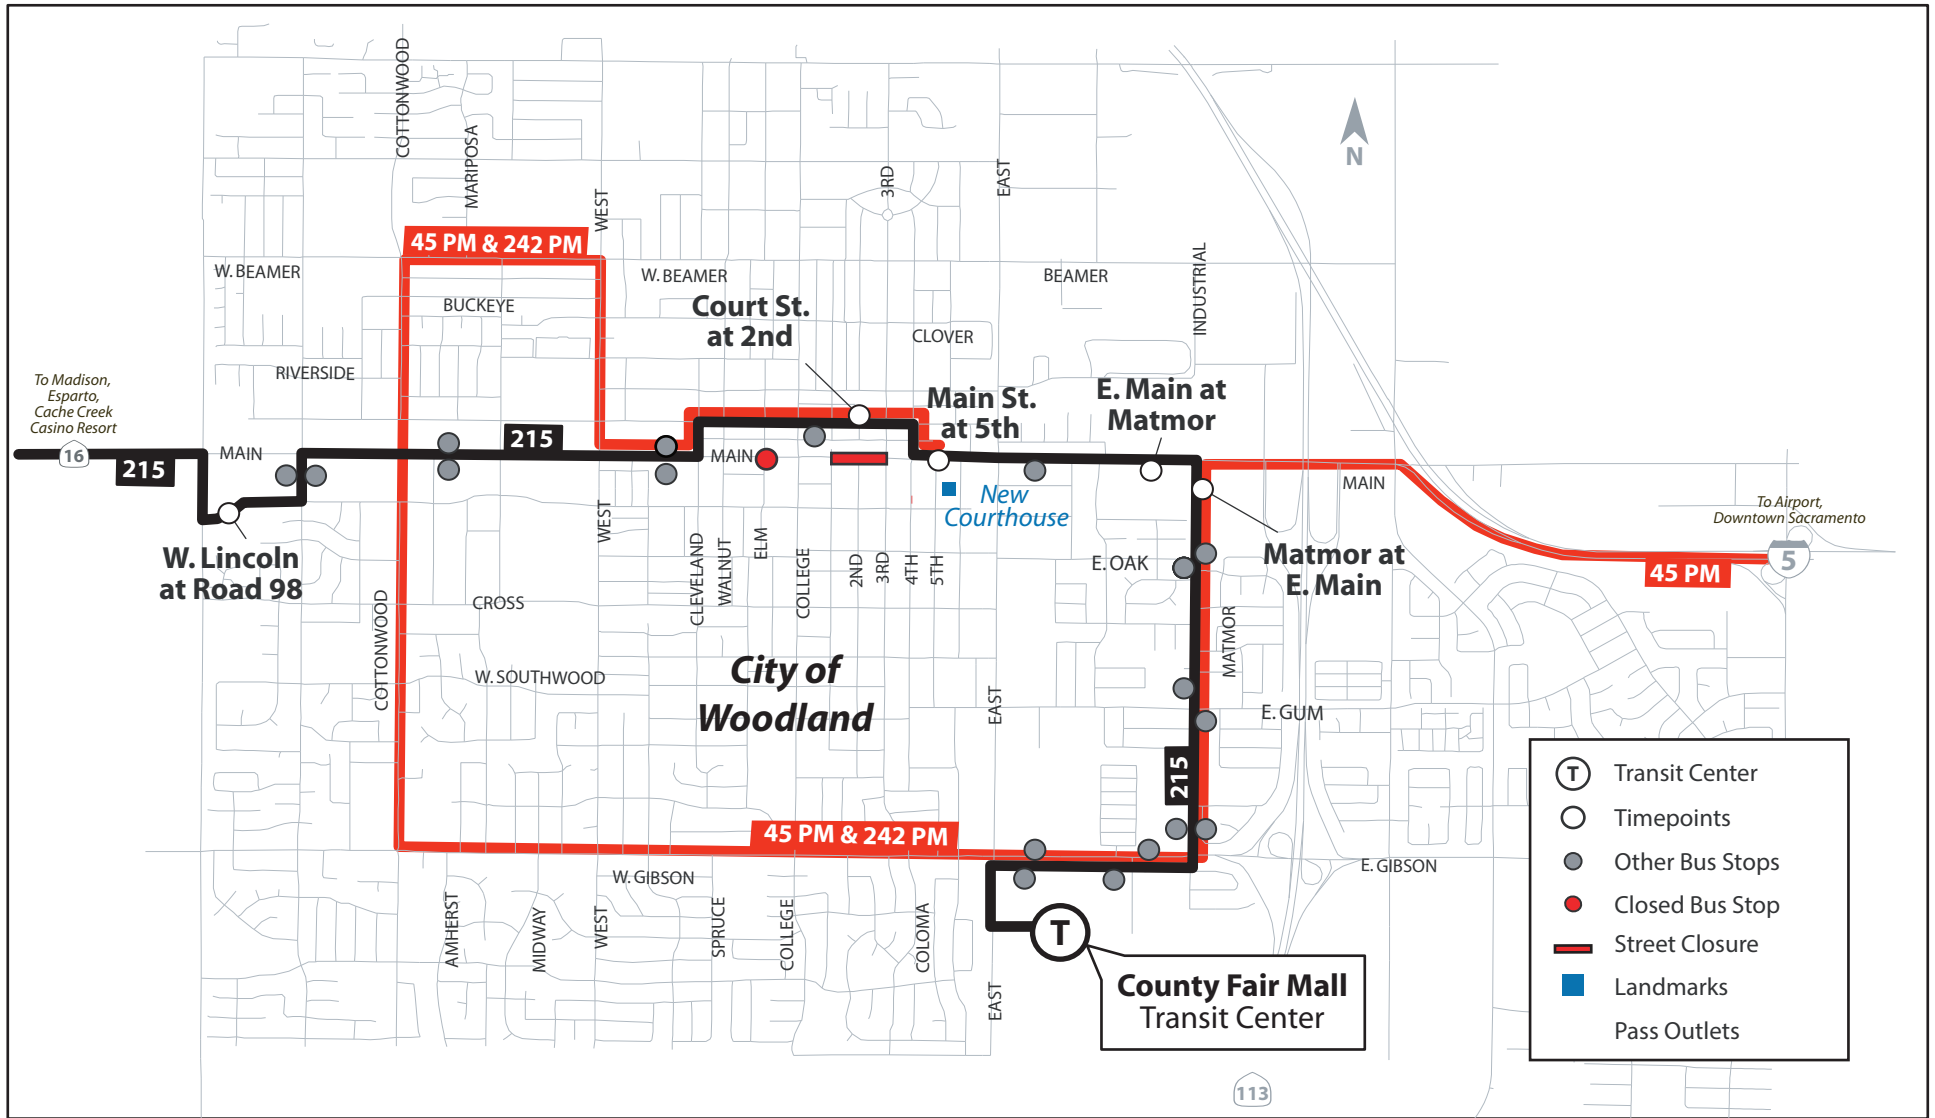 COTTONWOOD
MARIPOSA
WEST
3RD
EAST
N
45 PM & 242 PM
W. BEAMER
W. BEAMER
BEAMER
INDUSTRIAL
BUCKEYE
Court St.
at 2nd
CLOVER
RIVERSIDE
To Madison,
Esparto,
Cache Creek
Casino Resort
16
215
MAIN
215
MAIN
Main St.
at 5th
E. Main at
Matmor
MAIN
New
Courthouse
To Airport,
Downtown Sacramento
5
45 PM
W. Lincoln
at Road 98
WEST
CLEVELAND
WALNUT
ELM
COLLEGE
2ND
3RD
4TH
5TH
E. OAK
Matmor at
E. Main
COTTONWOOD
CROSS
MATMOR
W. SOUTHWOOD
City of
Woodland
EAST
E. GUM
215
45 PM & 242 PM
W. GIBSON
E. GIBSON
AMHERST
MIDWAY
WEST
SPRUCE
COLLEGE
COLOMA
EAST
T
County Fair Mall
Transit Center
113
T
Transit Center
Timepoints
Other Bus Stops
Closed Bus Stop
Street Closure
Landmarks
Pass Outlets